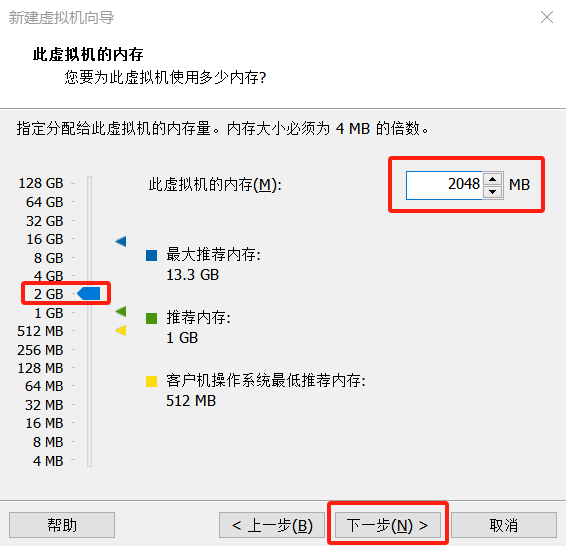 新建虚拟机向导
此虚拟机的内存
您要为此虚拟机使用多少内存?
指定分配给此虚拟机的内存量。内存大小必须为 4 MB 的倍数。
128 GB
64 GB
32 GB
16 GB
8 GB
4 GB
2 GB
1 GB
512 MB
256 MB
128 MB
64 MB
32 MB
16 MB
8 MB
4 MB
此虚拟机的内存(M): 2048 MB
最大推荐内存:
13.3 GB
推荐内存:
1 GB
客户机操作系统最低推荐内存:
512 MB
帮助 < 上一步(B) 下一步(N) > 取消